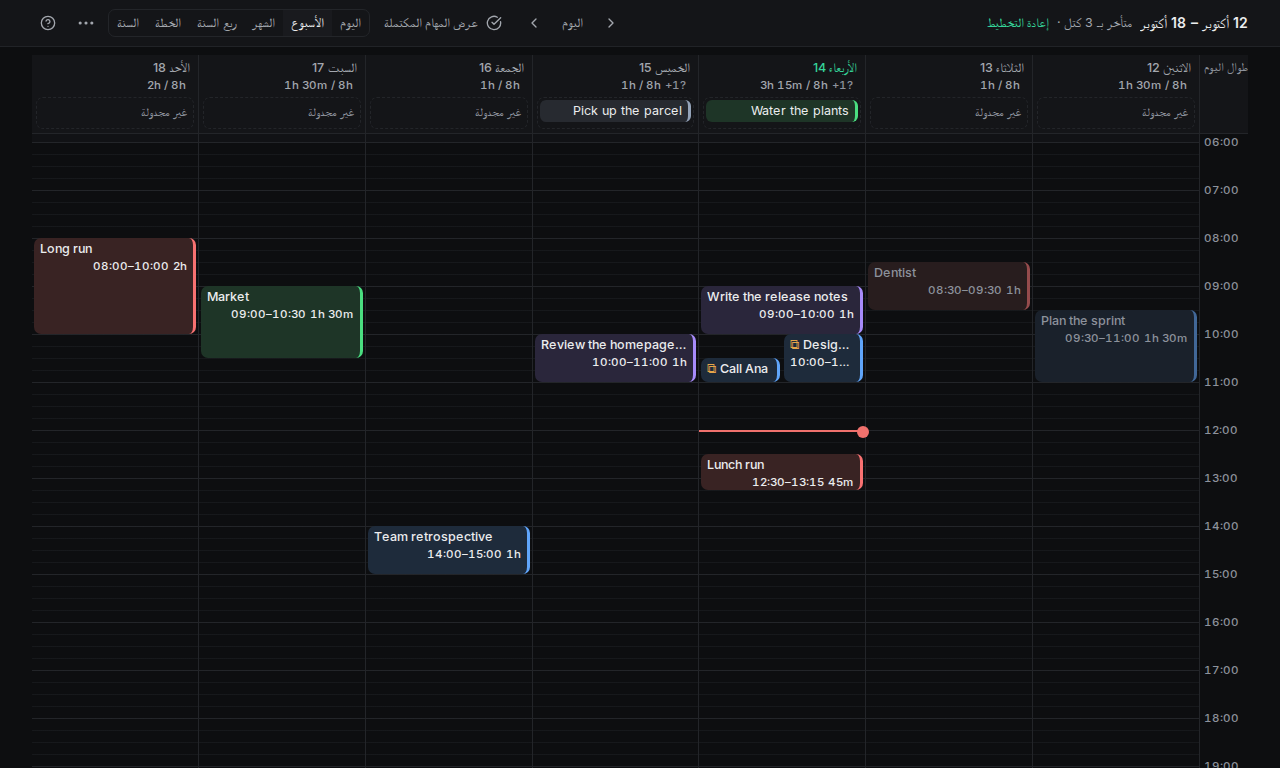 12 أكتوبر – 18 أكتوبر متأخر بـ 3 كتل · إعادة التخطيط
اليوم
عرض المهام المكتملة
اليوم الأسبوع الشهر ربع السنة الخطة السنة
طوال اليوم
الاثنين 12
1h 30m / 8h
غير مجدولة
الثلاثاء 13
1h / 8h
غير مجدولة
الأربعاء 14
3h 15m / 8h +1?
Water the plants
الخميس 15
1h / 8h +1?
Pick up the parcel
الجمعة 16
1h / 8h
غير مجدولة
السبت 17
1h 30m / 8h
غير مجدولة
الأحد 18
2h / 8h
غير مجدولة
06:00
07:00
08:00
09:00
10:00
11:00
12:00
13:00
14:00
15:00
16:00
17:00
18:00
19:00
Plan the sprint
09:30–11:00 1h 30m
Dentist
08:30–09:30 1h
Write the release notes
09:00–10:00 1h
Desig...
10:00–1...
Call Ana
Lunch run
12:30–13:15 45m
Review the homepage...
10:00–11:00 1h
Team retrospective
14:00–15:00 1h
Market
09:00–10:30 1h 30m
Long run
08:00–10:00 2h